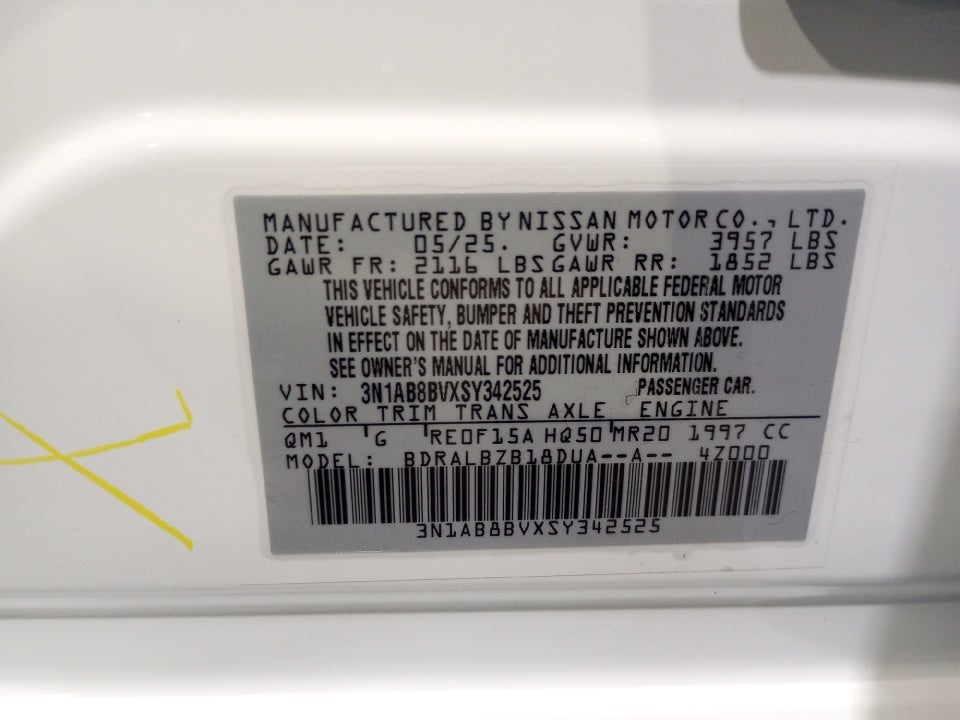 MANUFACTURED BY NISSAN MOTOR CO., LTD.
DATE: 05/25. GVWR: 3957 LBS
GAWR FR: 2116 LBS GAWR RR: 1852 LBS
THIS VEHICLE CONFORMS TO ALL APPLICABLE FEDERAL MOTOR
VEHICLE SAFETY, BUMPER AND THEFT PREVENTION STANDARDS
IN EFFECT ON THE DATE OF MANUFACTURE SHOWN ABOVE.
SEE OWNER'S MANUAL FOR ADDITIONAL INFORMATION.
VIN: 3N1AB8BVXSY342525 PASSENGER CAR.
COLOR TRIM TRANS AXLE ENGINE
QM1 G RE0F15A HQ50 MR20 1997 CC
MODEL: BDRALBZB18DUA--A-- 4Z000
3N1AB8BVXSY342525